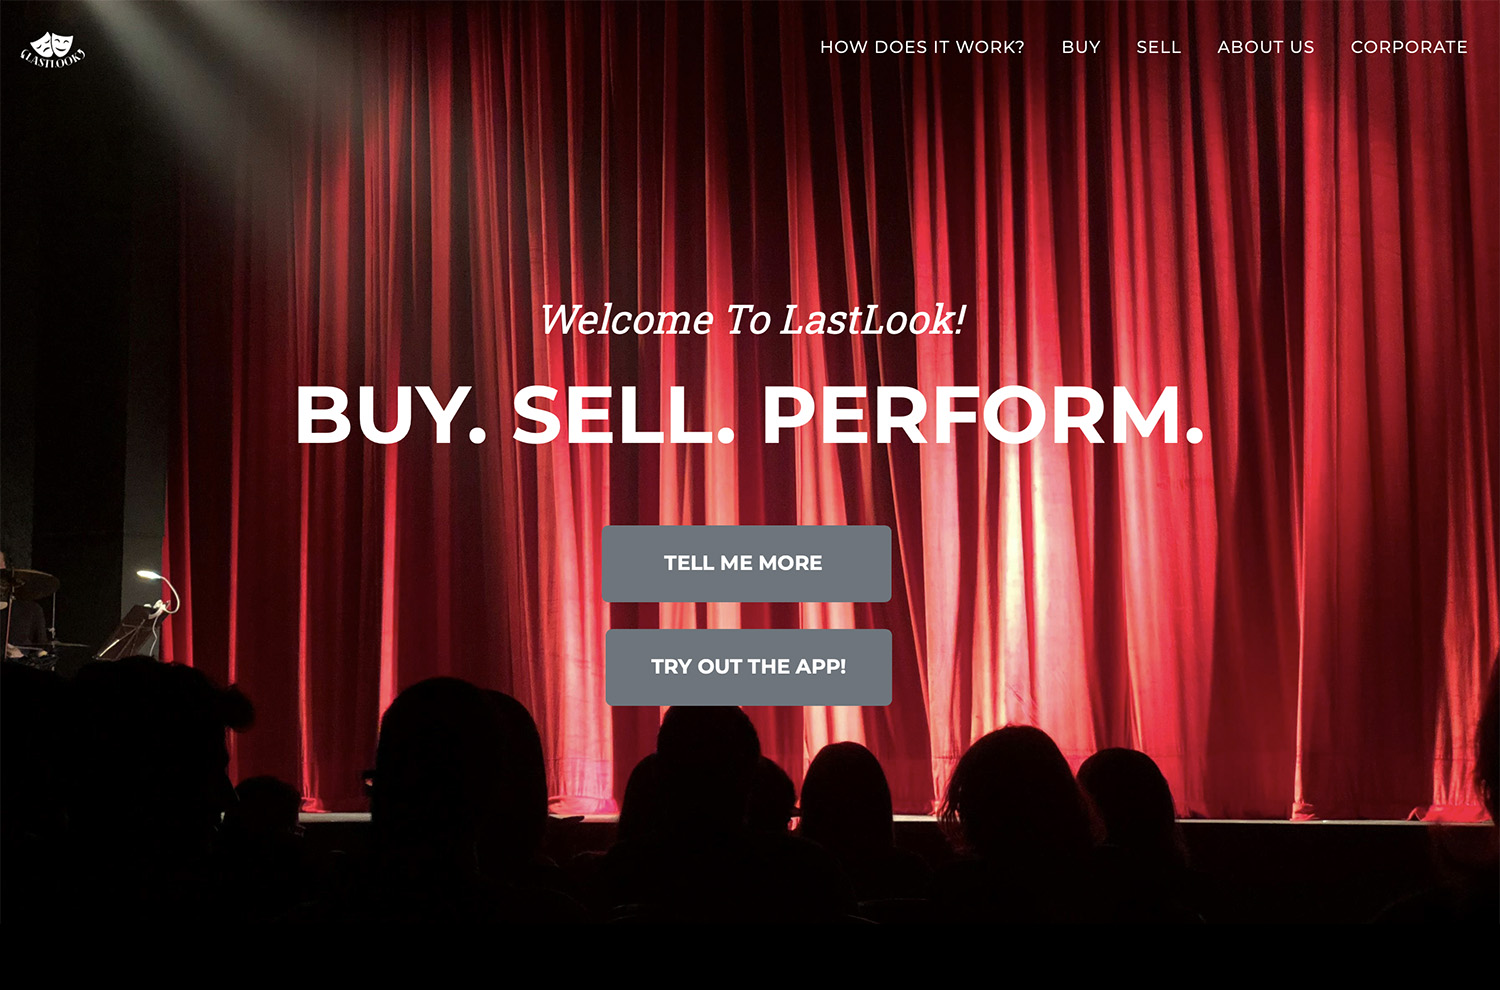 LASTLOOK
HOW DOES IT WORK? BUY SELL ABOUT US CORPORATE
Welcome To LastLook!
BUY. SELL. PERFORM.
TELL ME MORE
TRY OUT THE APP!